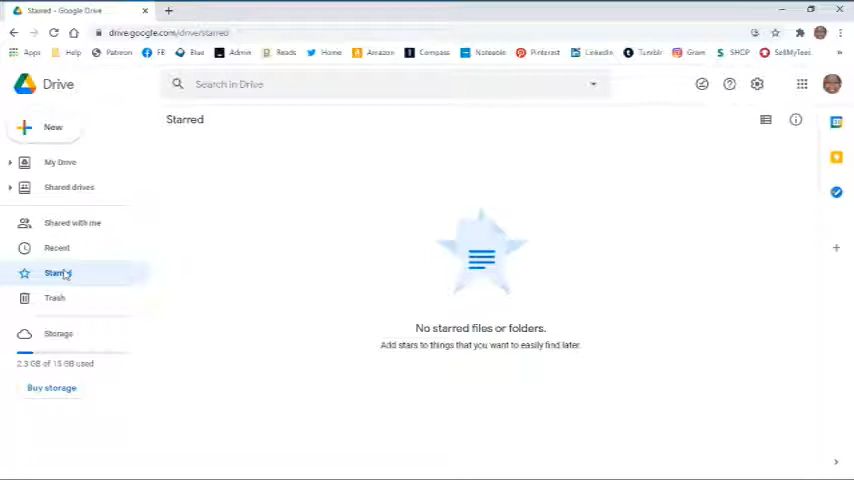 Starred - Google Drive
drive.google.com/drive/starred
Apps Help Patreon FB Blue Admin Reads Home Amazon Compass Noteable Pinterest LinkedIn Tumblr Gram SHOP SellMyTees »
Drive
Search in Drive
New
Starred
My Drive
Shared drives
Shared with me
Recent
Starred
Trash
Storage
2.3 GB of 15 GB used
Buy storage
No starred files or folders.
Add stars to things that you want to easily find later.